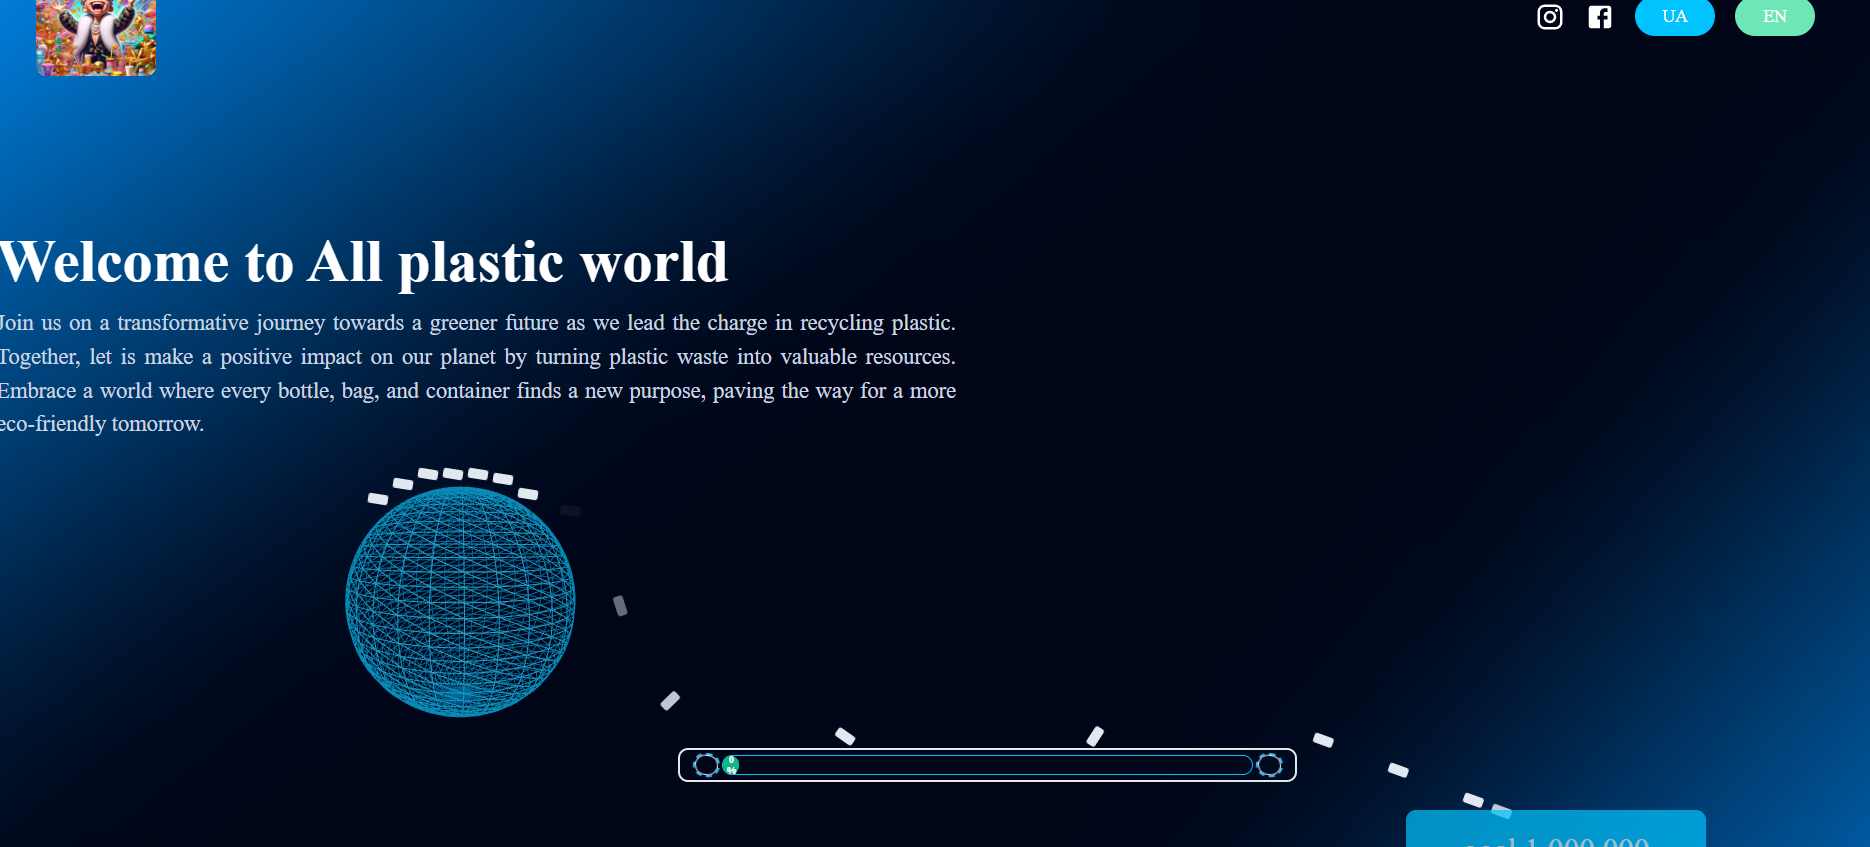 UA
EN
Welcome to All plastic world
Join us on a transformative journey towards a greener future as we lead the charge in recycling plastic.
Together, let is make a positive impact on our planet by turning plastic waste into valuable resources.
Embrace a world where every bottle, bag, and container finds a new purpose, paving the way for a more
eco-friendly tomorrow.
0
%
goal 1 000 000